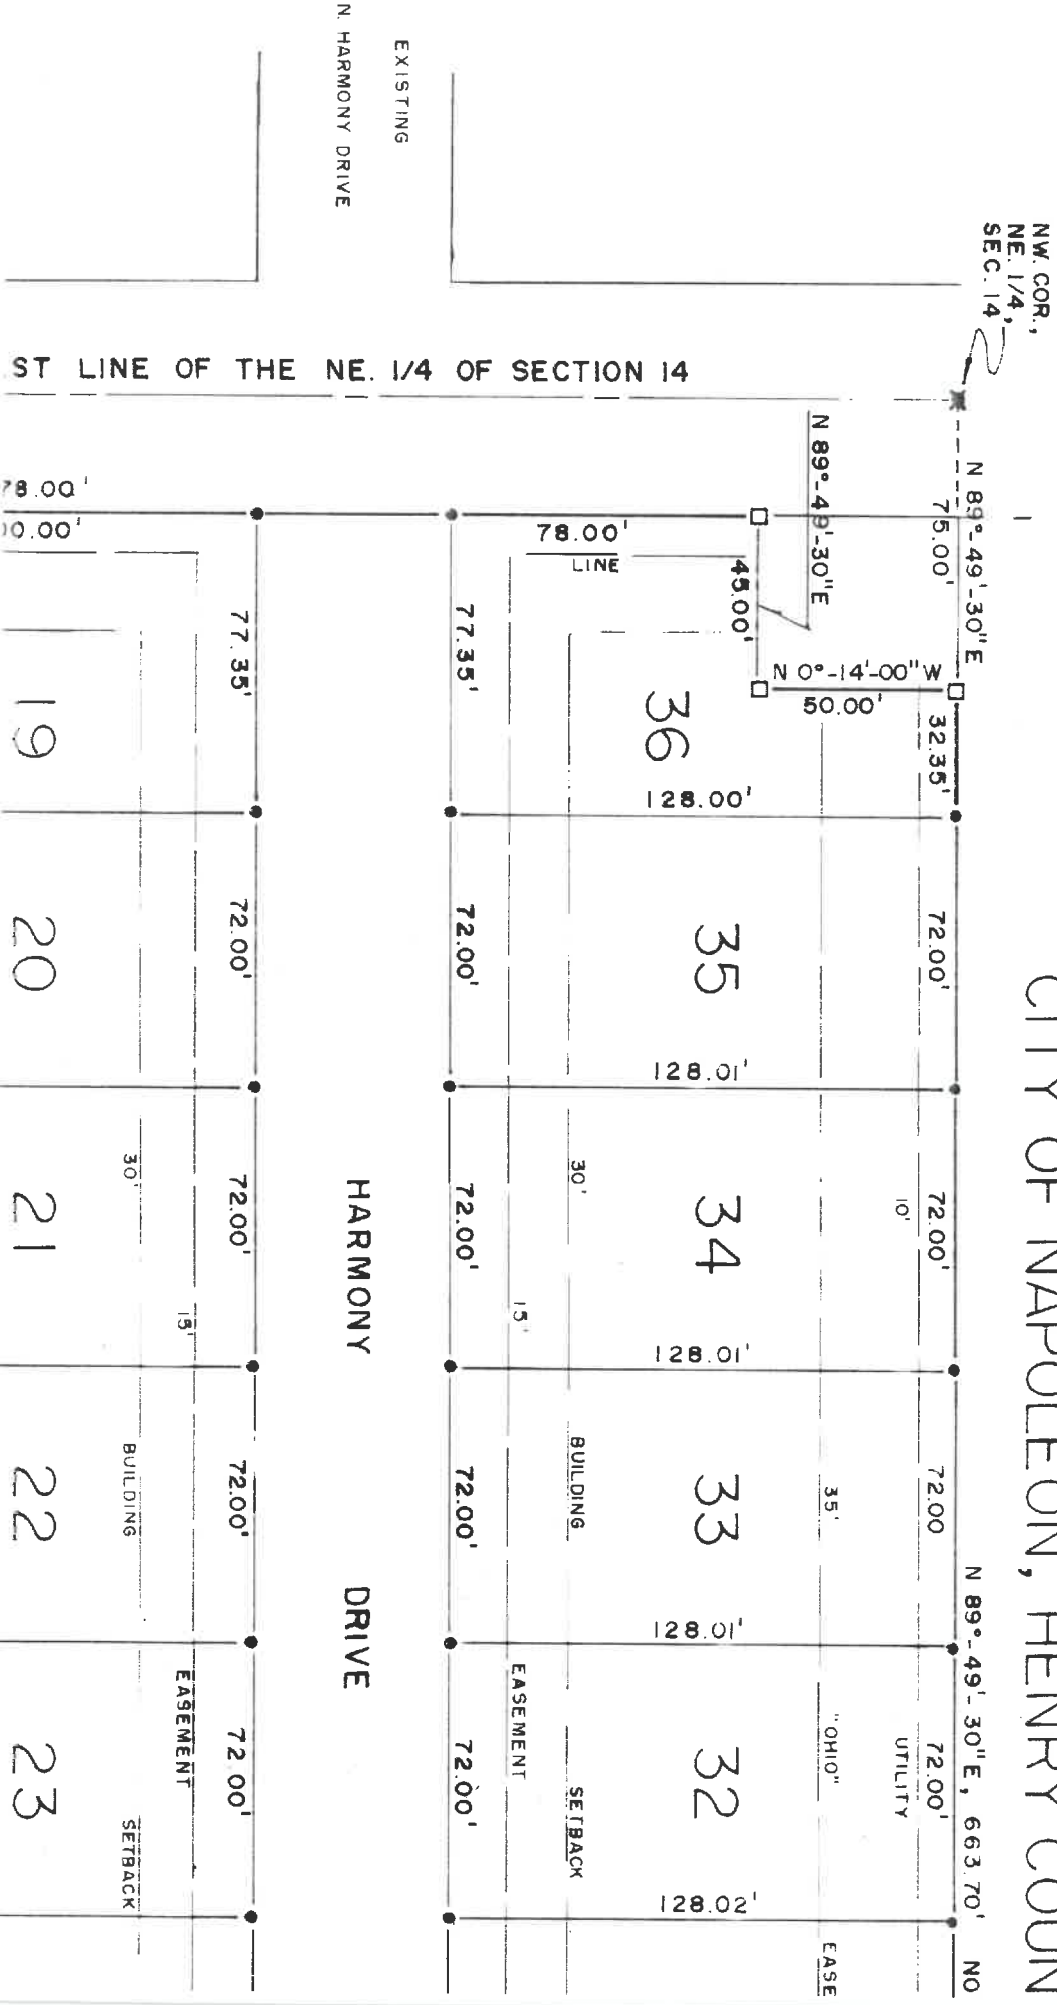 CITY OF NAPOLEON, HENRY COUN
NW. COR.,
NE. 1/4,
SEC. 14
N 89°-49'-30"E
75.00'
N 89°-49'-30"E, 663.70'
NO
32.35'
72.00'
72.00'
72.00
72.00'
10'
UTILITY
N 0°-14'-00" W
50.00'
N 89°-49'-30"E
45.00'
35'
"OHIO"
EASE
36
35
34
33
32
128.00'
128.01'
128.01'
128.01'
128.02'
78.00'
LINE
30'
BUILDING
SETBACK
15'
EASEMENT
77.35'
72.00'
72.00'
72.00'
72.00'
EXISTING
N. HARMONY DRIVE
HARMONY DRIVE
ST LINE OF THE NE. 1/4 OF SECTION 14
77.35'
72.00'
72.00'
72.00'
72.00'
15'
EASEMENT
30'
BUILDING
SETBACK
78.00'
0.00'
19
20
21
22
23